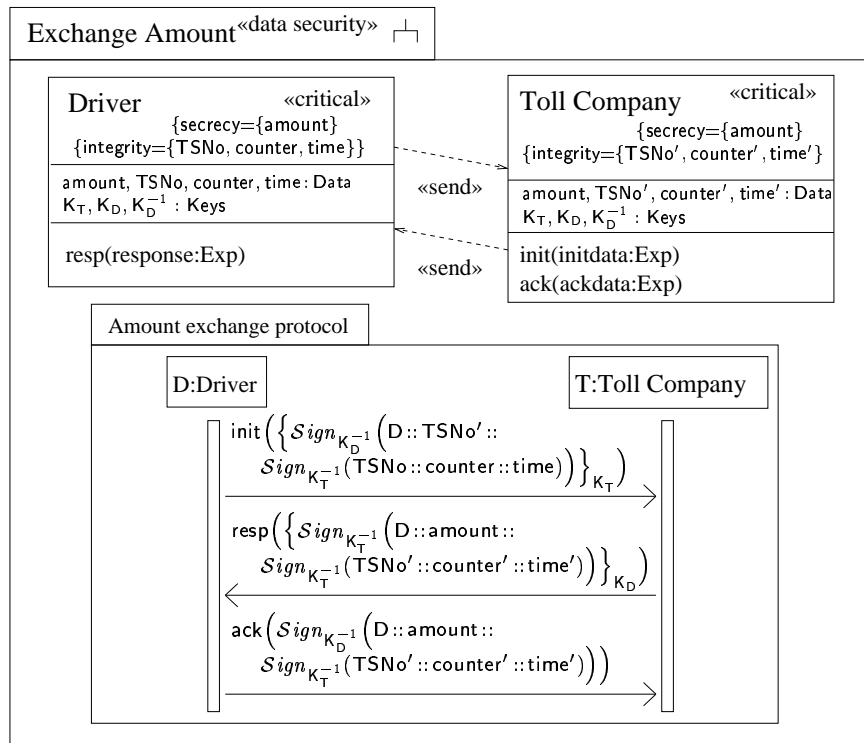 Exchange Amount «data security»
Driver «critical»
{secrecy={amount}
{integrity={TSNo, counter, time}}
amount, TSNo, counter, time : Data
K_T, K_D, K_D^{-1} : Keys
resp(response:Exp)
«send»
«send»
Toll Company «critical»
{secrecy={amount}
{integrity={TSNo′, counter′, time′}
amount, TSNo′, counter′, time′ : Data
K_T, K_D, K_D^{-1} : Keys
init(initdata:Exp)
ack(ackdata:Exp)
Amount exchange protocol
D:Driver
T:Toll Company
init({Sign_{K_D^{-1}}(D :: TSNo′ ::
Sign_{K_T^{-1}}(TSNo :: counter :: time))}_{K_T})
resp({Sign_{K_T^{-1}}(D :: amount ::
Sign_{K_T^{-1}}(TSNo′ :: counter′ :: time′))}_{K_D})
ack(Sign_{K_D^{-1}}(D :: amount ::
Sign_{K_T^{-1}}(TSNo′ :: counter′ :: time′)))